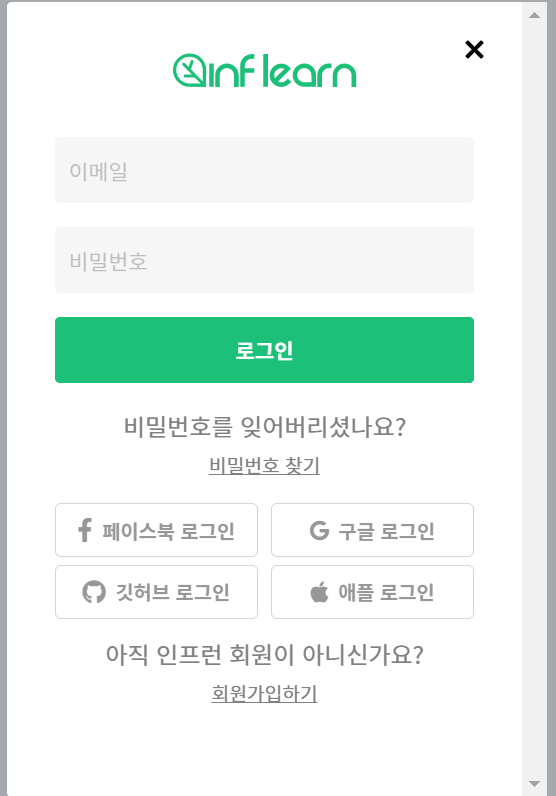 inflearn
이메일
비밀번호
로그인
비밀번호를 잊어버리셨나요?
비밀번호 찾기
페이스북 로그인
구글 로그인
깃허브 로그인
애플 로그인
아직 인프런 회원이 아니신가요?
회원가입하기